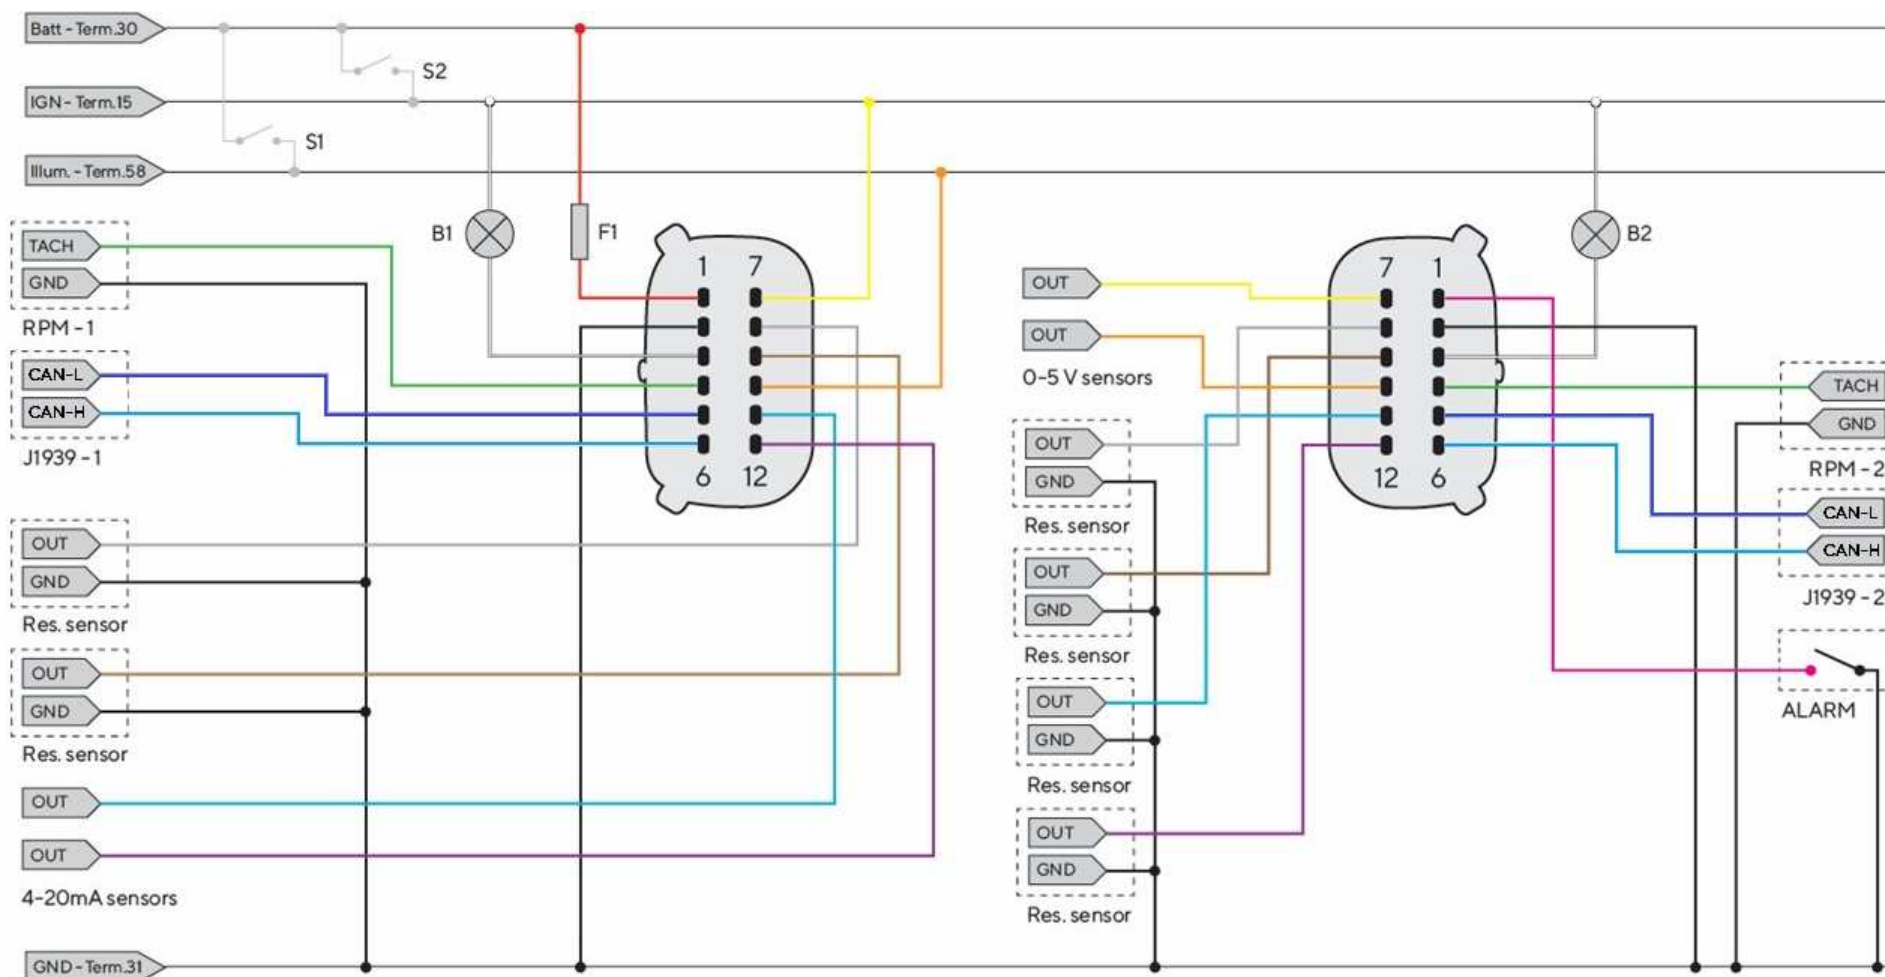 Batt - Term.30
S2
IGN - Term.15
S1
Illum. - Term.58
TACH
GND
RPM - 1
CAN-L
CAN-H
J1939 - 1
B1
F1
1 7
6 12
OUT
GND
Res. sensor
OUT
GND
Res. sensor
OUT
OUT
4-20mA sensors
GND - Term.31
OUT
OUT
0-5 V sensors
OUT
GND
Res. sensor
OUT
GND
Res. sensor
OUT
GND
Res. sensor
OUT
GND
Res. sensor
7 1
12 6
B2
TACH
GND
RPM - 2
CAN-L
CAN-H
J1939 - 2
ALARM